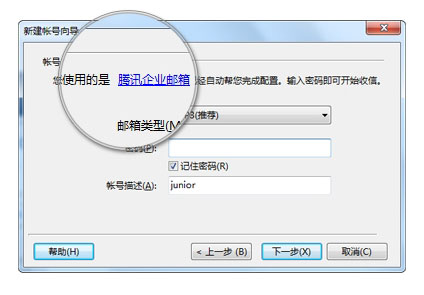 新建帐号向导
帐号
您使用的是 腾讯企业邮箱 经自动帮您完成配置。输入密码即可开始收信。
邮箱类型(M 3(推荐)
密码(P):
记住密码(R)
帐号描述(A): junior
帮助(H) < 上一步 (B) 下一步(X) 取消(C)